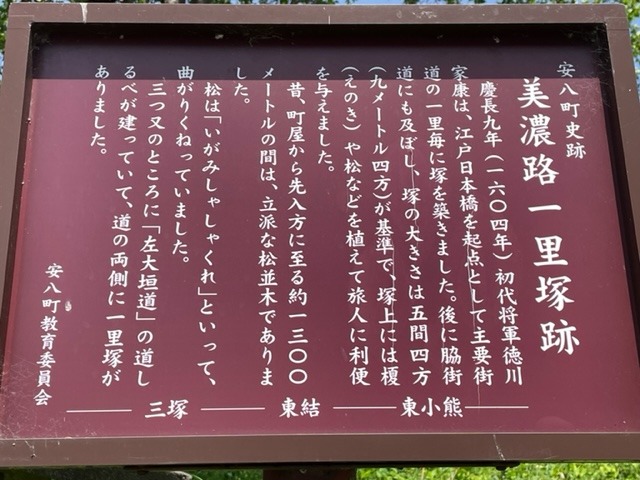 安八町史跡
美濃路一里塚跡
慶長九年(一六〇四年)初代将軍徳川
家康は、江戸日本橋を起点として主要街
道の一里毎に塚を築きました。後に脇街
道にも及ぼし、塚の大きさは五間四方
(九メートル四方)が基準で、塚上には榎
(えのき)や松などを植えて旅人に利便
を与えました。
昔、町屋から先入方に至る約一三〇〇
メートルの間は、立派な松並木でありま
した。
松は「いがみしゃしゃくれ」といって、
曲がりくねっていました。
三つ又のところに「左大垣道」の道し
るべが建っていて、道の両側に一里塚が
ありました。
安八町教育委員会
三塚 東結 東小熊